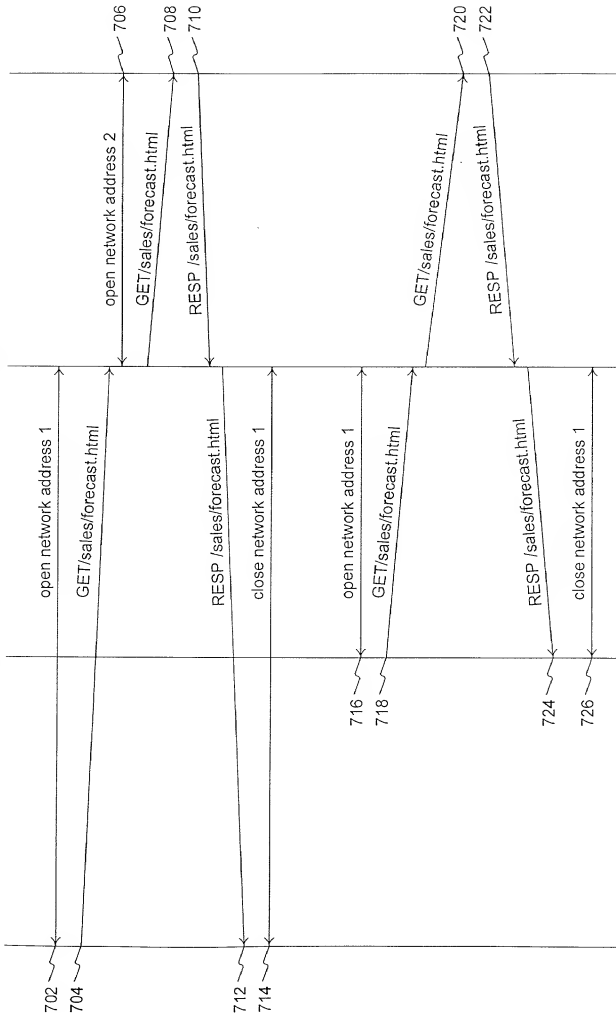 702
open network address 1
704
GET/sales/forecast.html
open network address 2
706
GET/sales/forecast.html
708
RESP /sales/forecast.html
710
RESP /sales/forecast.html
712
close network address 1
714
716
open network address 1
718
GET/sales/forecast.html
GET/sales/forecast.html
720
RESP /sales/forecast.html
722
RESP /sales/forecast.html
724
close network address 1
726